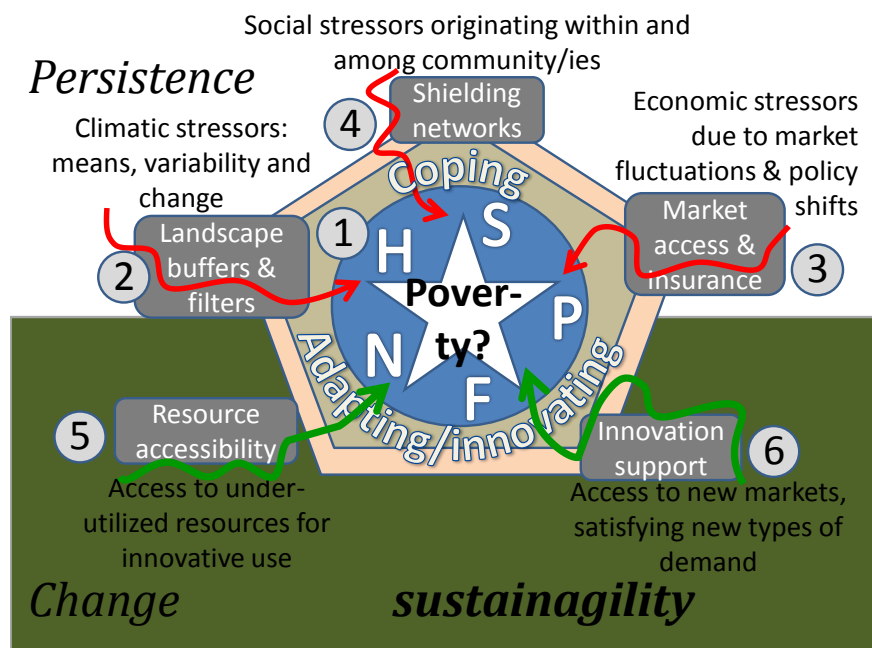 Social stressors originating within and
among community/ies
Persistence
4
Shielding
networks
Economic stressors
due to market
fluctuations & policy
shifts
Climatic stressors:
means, variability and
change
Coping
1
2
Landscape
buffers &
filters
Market
access &
insurance
3
H
S
P
F
N
Pover-
ty?
Adapting/innovating
5
Resource
accessibility
Access to under-
utilized resources for
innovative use
Innovation
support
6
Access to new markets,
satisfying new types of
demand
Change
sustainagility